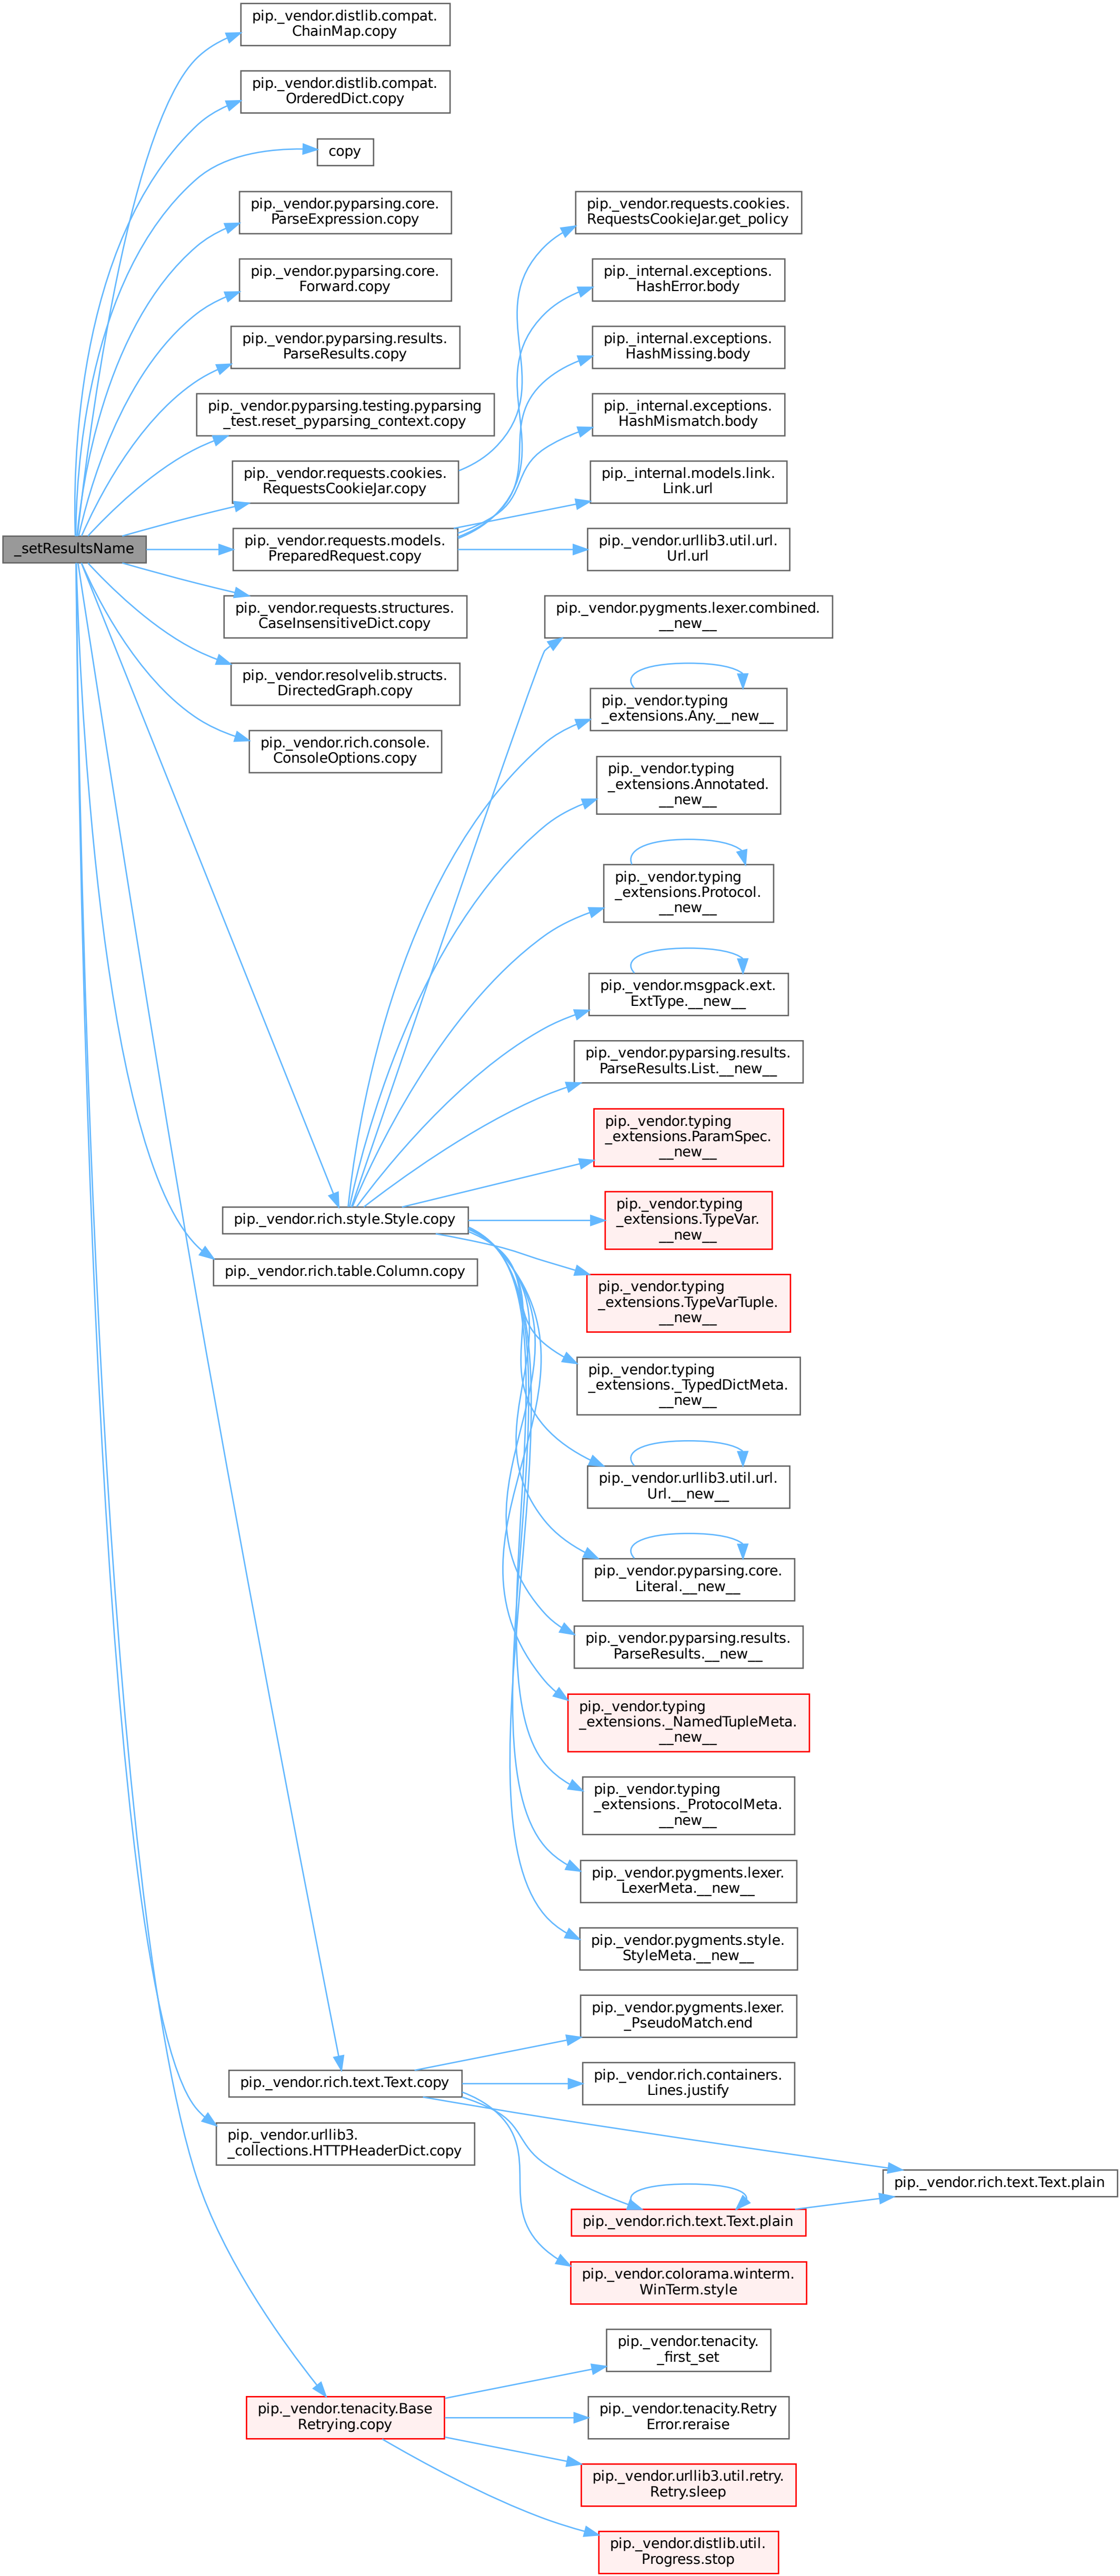 pip._vendor.distlib.compat.
ChainMap.copy
pip._vendor.distlib.compat.
OrderedDict.copy
copy
pip._vendor.pyparsing.core.
ParseExpression.copy
pip._vendor.pyparsing.core.
Forward.copy
pip._vendor.pyparsing.results.
ParseResults.copy
pip._vendor.pyparsing.testing.pyparsing
_test.reset_pyparsing_context.copy
pip._vendor.requests.cookies.
RequestsCookieJar.copy
_setResultsName
pip._vendor.requests.models.
PreparedRequest.copy
pip._vendor.requests.structures.
CaseInsensitiveDict.copy
pip._vendor.resolvelib.structs.
DirectedGraph.copy
pip._vendor.rich.console.
ConsoleOptions.copy
pip._vendor.rich.style.Style.copy
pip._vendor.rich.table.Column.copy
pip._vendor.rich.text.Text.copy
pip._vendor.urllib3.
_collections.HTTPHeaderDict.copy
pip._vendor.tenacity.Base
Retrying.copy
pip._vendor.requests.cookies.
RequestsCookieJar.get_policy
pip._internal.exceptions.
HashError.body
pip._internal.exceptions.
HashMissing.body
pip._internal.exceptions.
HashMismatch.body
pip._internal.models.link.
Link.url
pip._vendor.urllib3.util.url.
Url.url
pip._vendor.pygments.lexer.combined.
__new__
pip._vendor.typing
_extensions.Any.__new__
pip._vendor.typing
_extensions.Annotated.
__new__
pip._vendor.typing
_extensions.Protocol.
__new__
pip._vendor.msgpack.ext.
ExtType.__new__
pip._vendor.pyparsing.results.
ParseResults.List.__new__
pip._vendor.typing
_extensions.ParamSpec.
__new__
pip._vendor.typing
_extensions.TypeVar.
__new__
pip._vendor.typing
_extensions.TypeVarTuple.
__new__
pip._vendor.typing
_extensions._TypedDictMeta.
__new__
pip._vendor.urllib3.util.url.
Url.__new__
pip._vendor.pyparsing.core.
Literal.__new__
pip._vendor.pyparsing.results.
ParseResults.__new__
pip._vendor.typing
_extensions._NamedTupleMeta.
__new__
pip._vendor.typing
_extensions._ProtocolMeta.
__new__
pip._vendor.pygments.lexer.
LexerMeta.__new__
pip._vendor.pygments.style.
StyleMeta.__new__
pip._vendor.pygments.lexer.
_PseudoMatch.end
pip._vendor.rich.containers.
Lines.justify
pip._vendor.rich.text.Text.plain
pip._vendor.rich.text.Text.plain
pip._vendor.colorama.winterm.
WinTerm.style
pip._vendor.tenacity.
_first_set
pip._vendor.tenacity.Retry
Error.reraise
pip._vendor.urllib3.util.retry.
Retry.sleep
pip._vendor.distlib.util.
Progress.stop